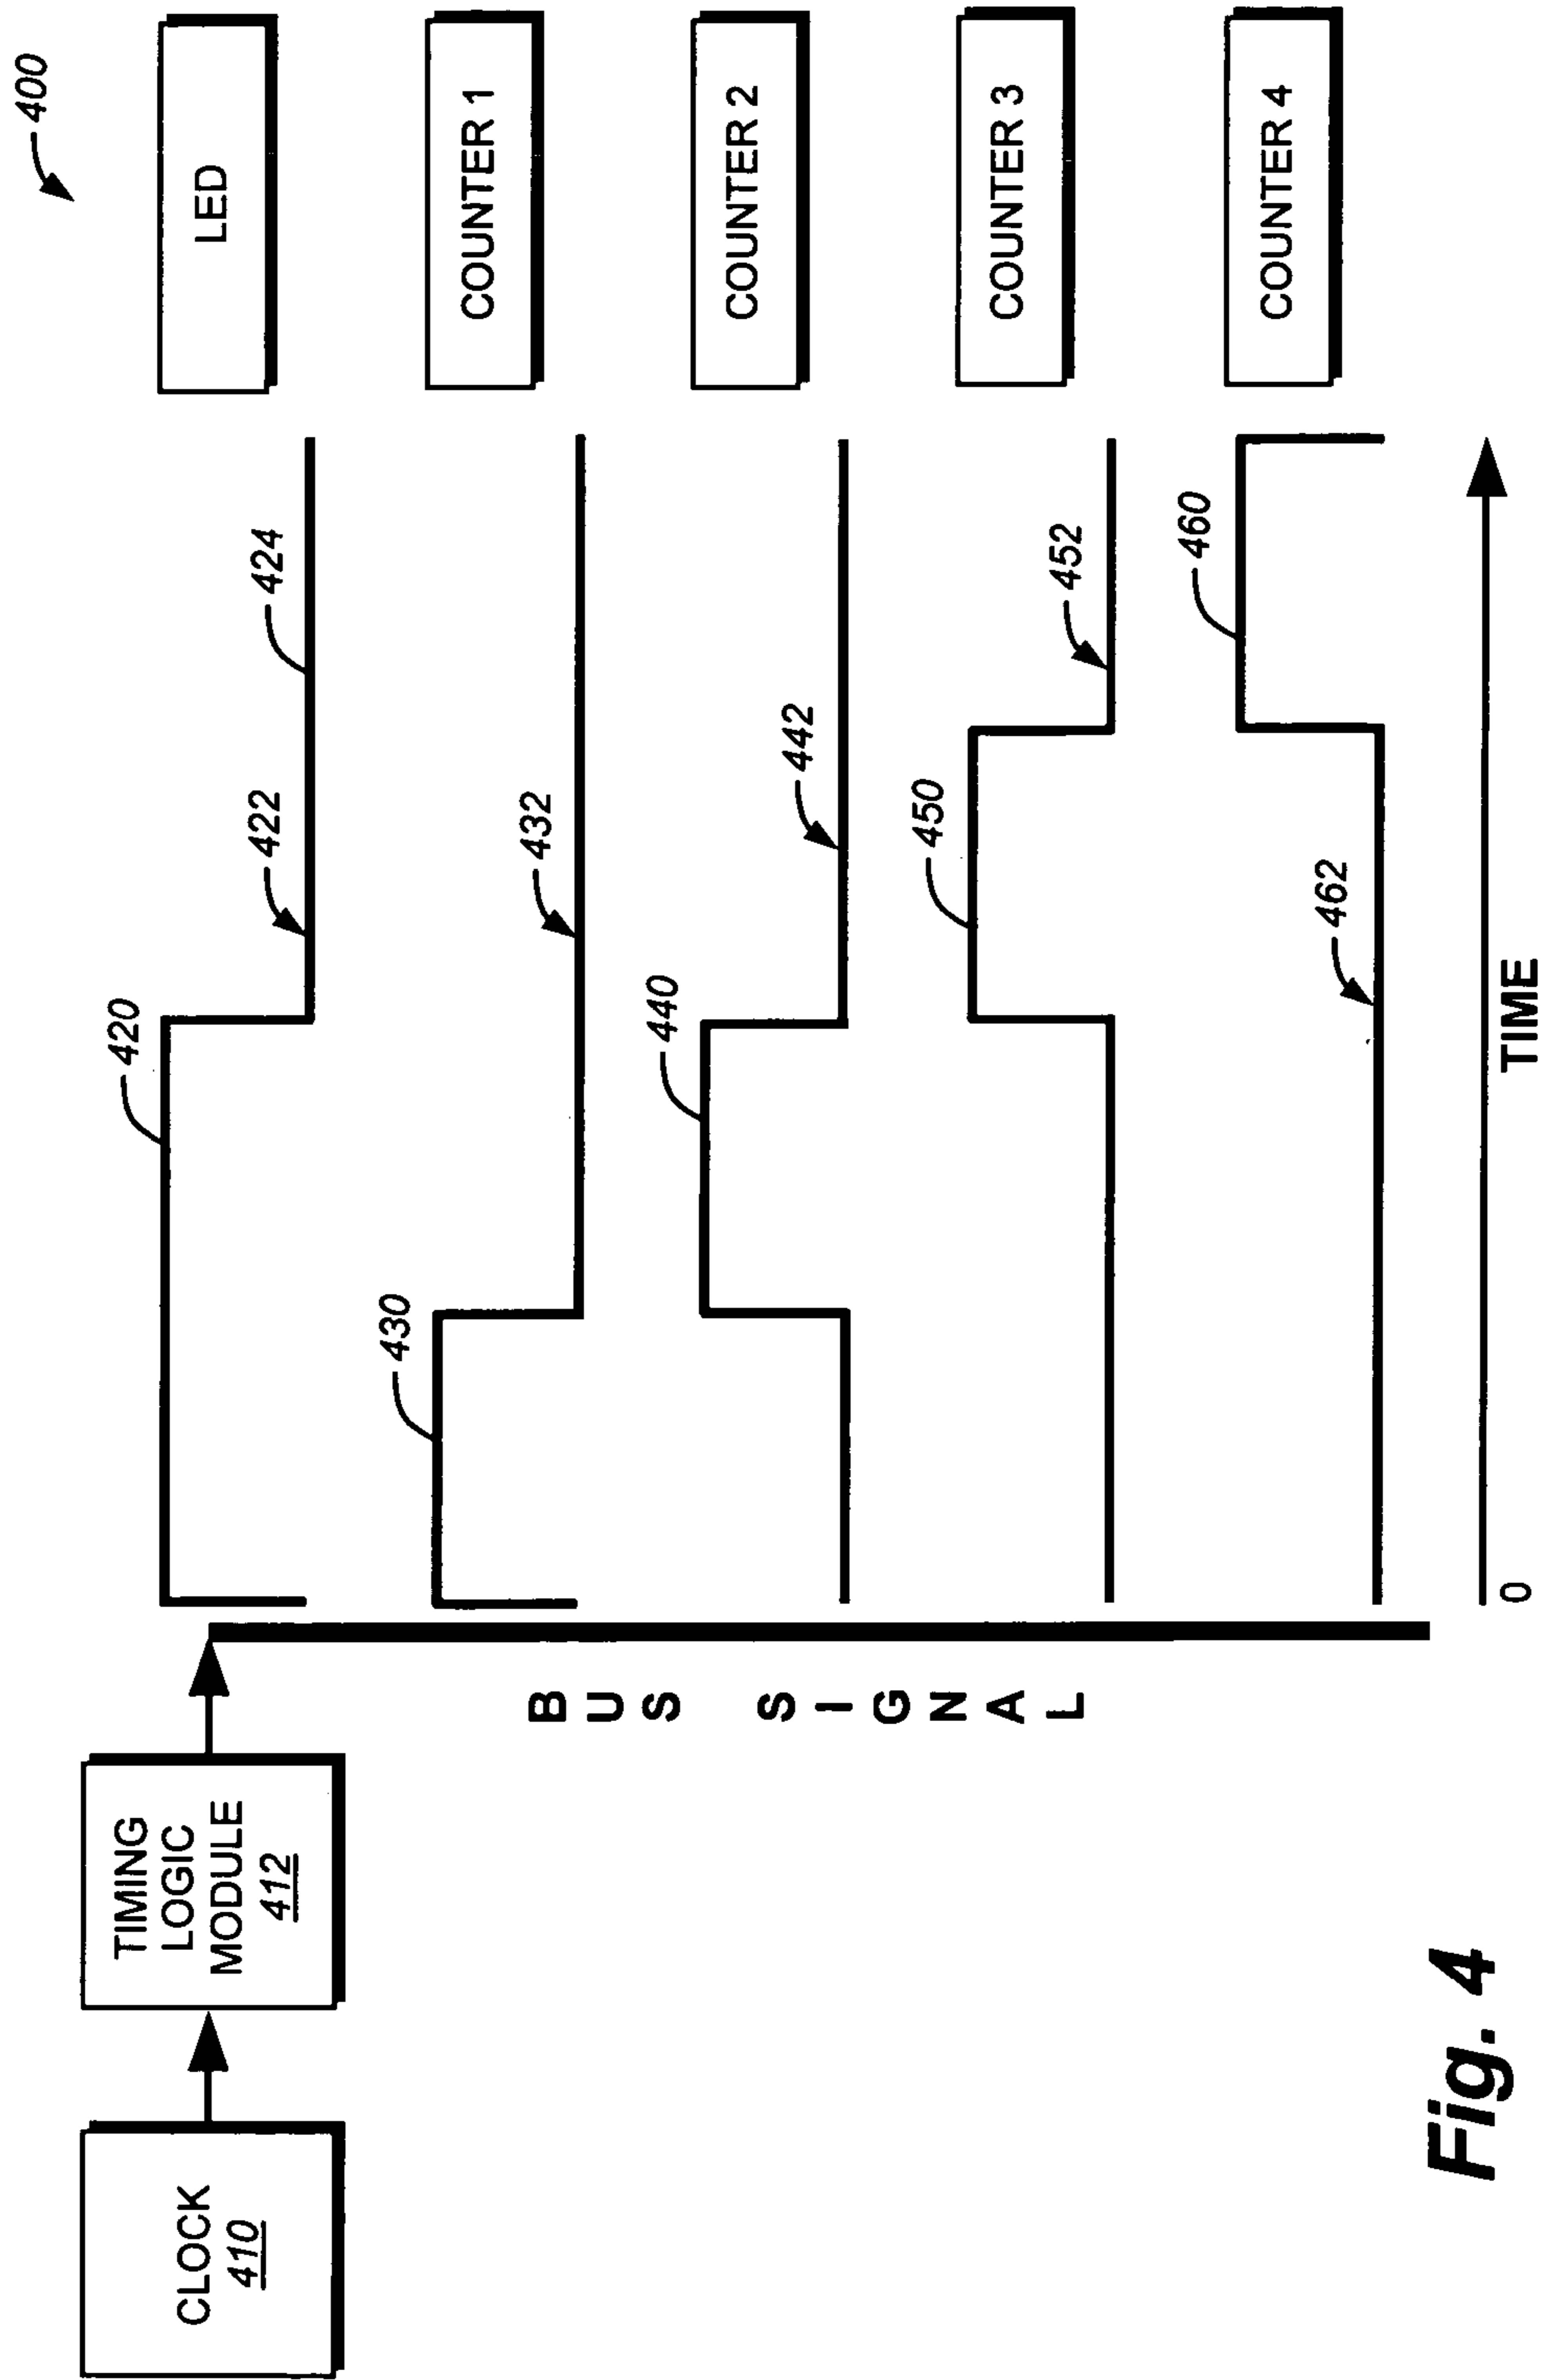 400
CLOCK
410
TIMING
LOGIC
MODULE
412
BUS SIGNAL
420
422
424
LED
430
432
COUNTER 1
440
442
COUNTER 2
450
452
COUNTER 3
460
462
COUNTER 4
0
TIME
Fig. 4